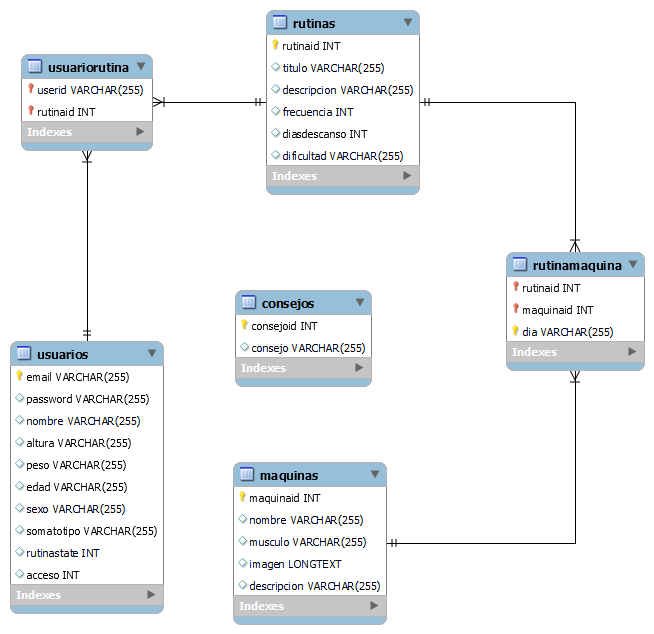 rutinas
rutinaid INT
titulo VARCHAR(255)
descripcion VARCHAR(255)
frecuencia INT
diasdescanso INT
dificultad VARCHAR(255)
Indexes
usuariorutina
userid VARCHAR(255)
rutinaid INT
Indexes
rutinamaquina
rutinaid INT
maquinaid INT
dia VARCHAR(255)
Indexes
consejos
consejoid INT
consejo VARCHAR(255)
Indexes
usuarios
email VARCHAR(255)
password VARCHAR(255)
nombre VARCHAR(255)
altura VARCHAR(255)
peso VARCHAR(255)
edad VARCHAR(255)
sexo VARCHAR(255)
somatotipo VARCHAR(255)
rutinastate INT
acceso INT
Indexes
maquinas
maquinaid INT
nombre VARCHAR(255)
musculo VARCHAR(255)
imagen LONGTEXT
descripcion VARCHAR(255)
Indexes